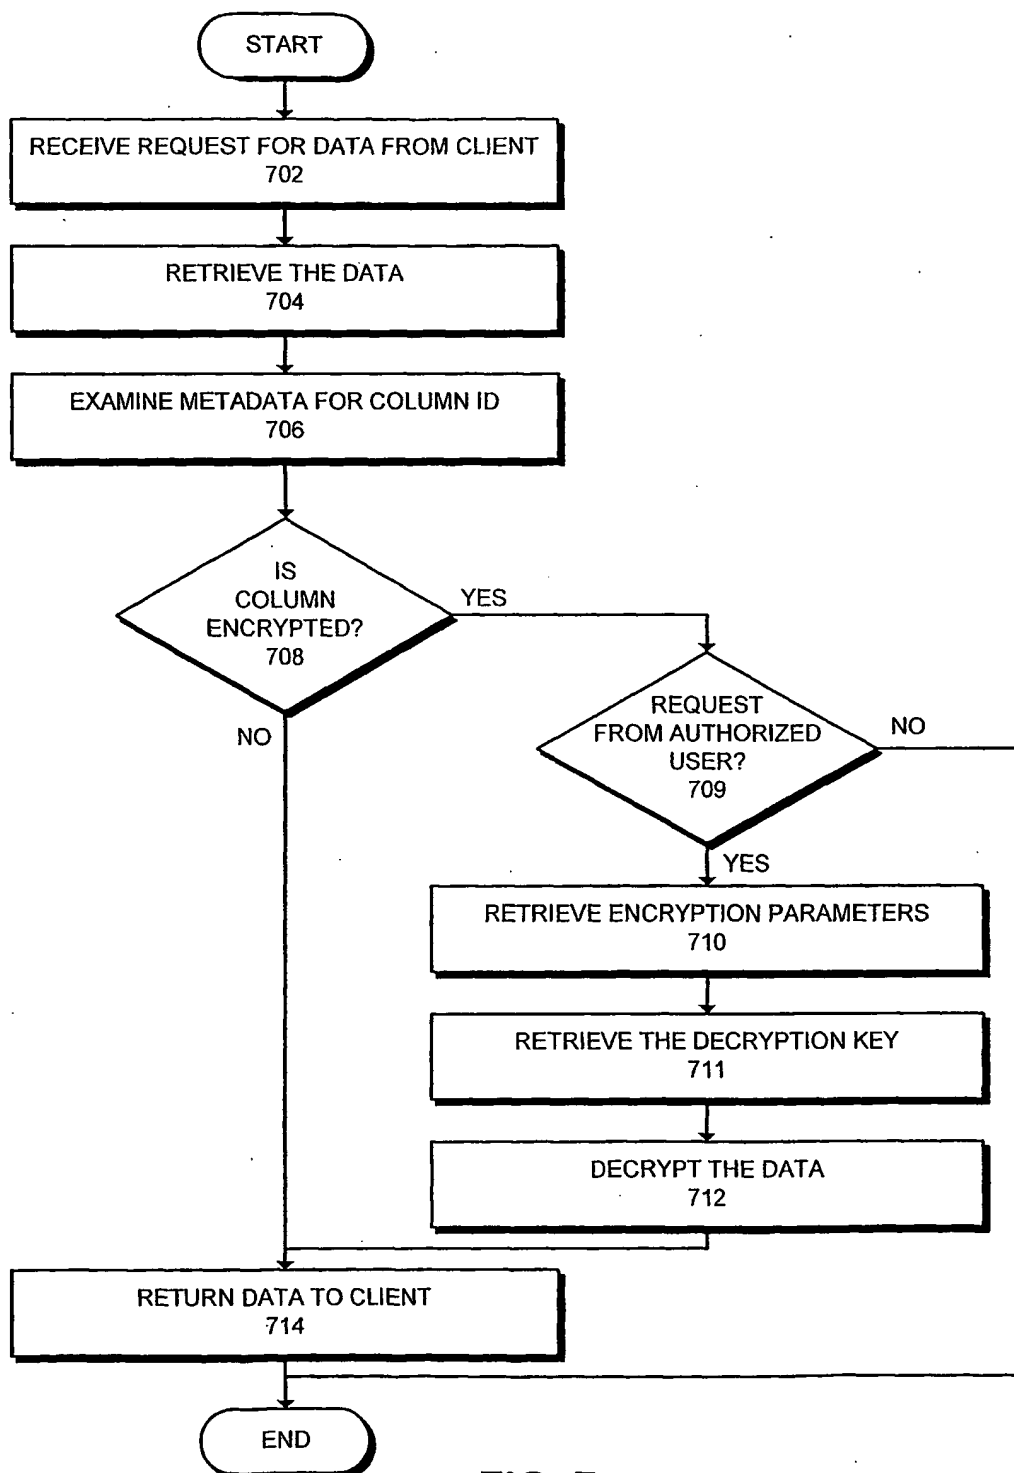 START
RECEIVE REQUEST FOR DATA FROM CLIENT
702
RETRIEVE THE DATA
704
EXAMINE METADATA FOR COLUMN ID
706
IS
COLUMN
ENCRYPTED?
708
YES
NO
REQUEST
FROM AUTHORIZED
USER?
709
NO
YES
RETRIEVE ENCRYPTION PARAMETERS
710
RETRIEVE THE DECRYPTION KEY
711
DECRYPT THE DATA
712
RETURN DATA TO CLIENT
714
END